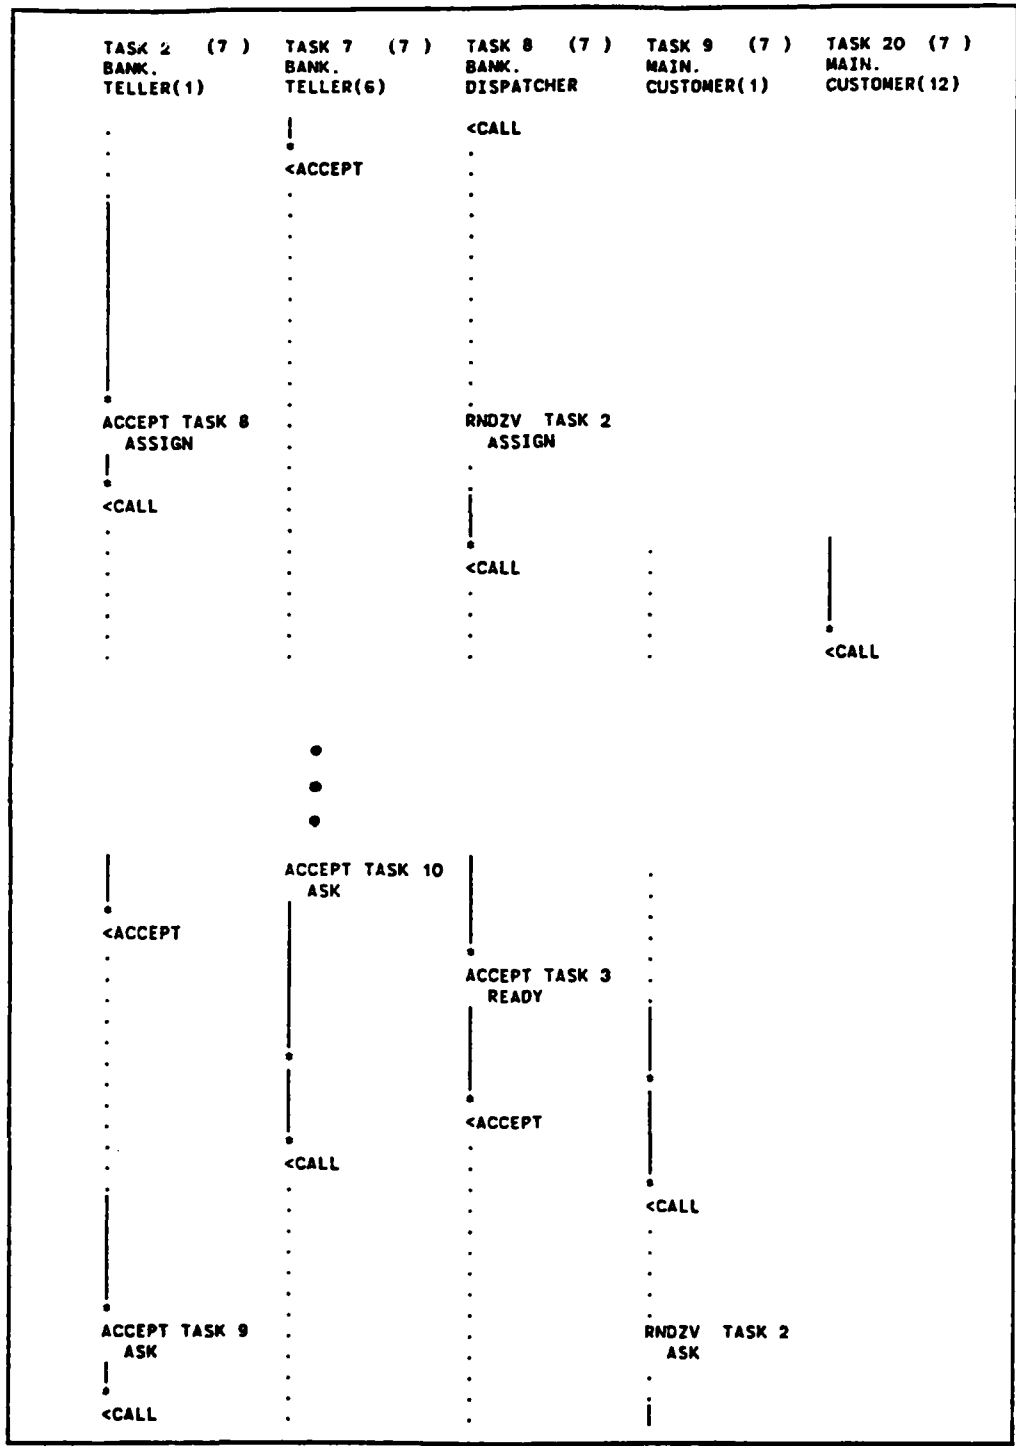 TASK 2 (7 ) TASK 7 (7 ) TASK 8 (7 ) TASK 9 (7 ) TASK 20 (7 )
BANK. BANK. BANK. MAIN. MAIN.
TELLER(1) TELLER(6) DISPATCHER CUSTOMER(1) CUSTOMER(12)
<CALL
<ACCEPT
ACCEPT TASK 8 RNDZV TASK 2
ASSIGN ASSIGN
<CALL
<CALL
<CALL
ACCEPT TASK 10
ASK
<ACCEPT
ACCEPT TASK 3
READY
<ACCEPT
<CALL
<CALL
ACCEPT TASK 9 RNDZV TASK 2
ASK ASK
<CALL